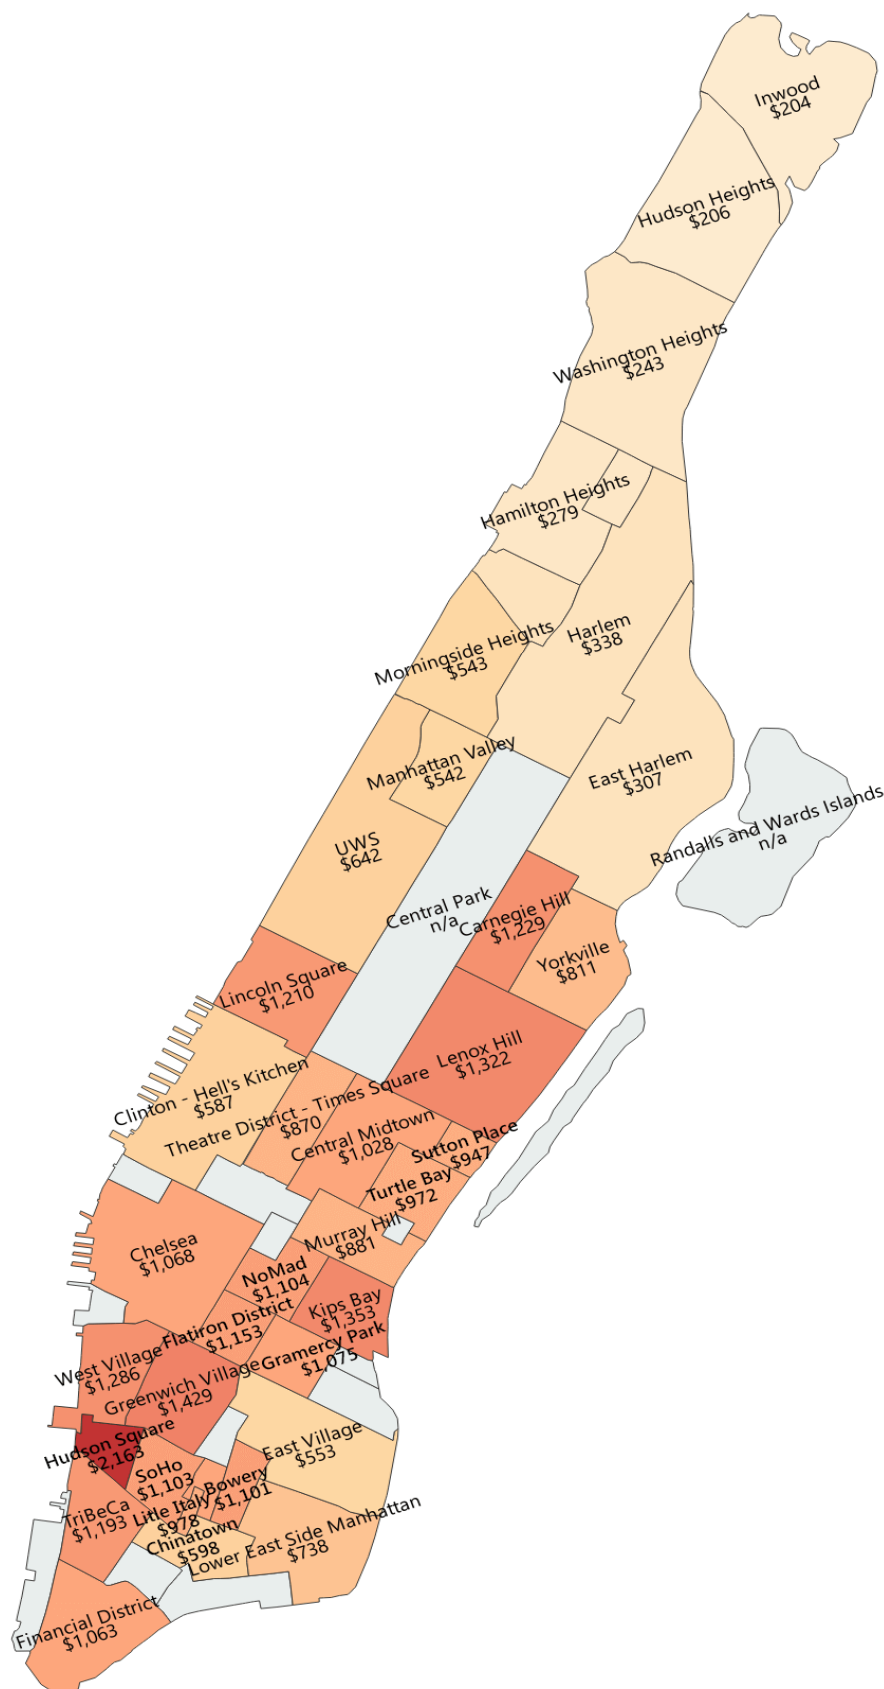 Inwood
$204
Hudson Heights
$206
Washington Heights
$243
Hamilton Heights
$279
Harlem
$338
Morningside Heights
$543
Manhattan Valley
$542
East Harlem
$307
Randalls and Wards Islands
n/a
UWS
$642
Central Park
n/a
Carnegie Hill
$1,229
Yorkville
$811
Lincoln Square
$1,210
Lenox Hill
$1,322
Clinton - Hell's Kitchen
$587
Theatre District - Times Square
$870
Central Midtown
$1,028
Sutton Place
$947
Turtle Bay
$972
Murray Hill
$881
Chelsea
$1,068
NoMad
$1,104
Kips Bay
$1,353
Flatiron District
$1,153
Gramercy Park
$1,075
West Village
$1,286
Greenwich Village
$1,429
Hudson Square
$2,163
East Village
$553
SoHo
$1,103
Bowery
$1,101
TriBeCa
$1,193
Litle Italy
$978
Chinatown
$598
Lower East Side Manhattan
$738
Financial District
$1,063